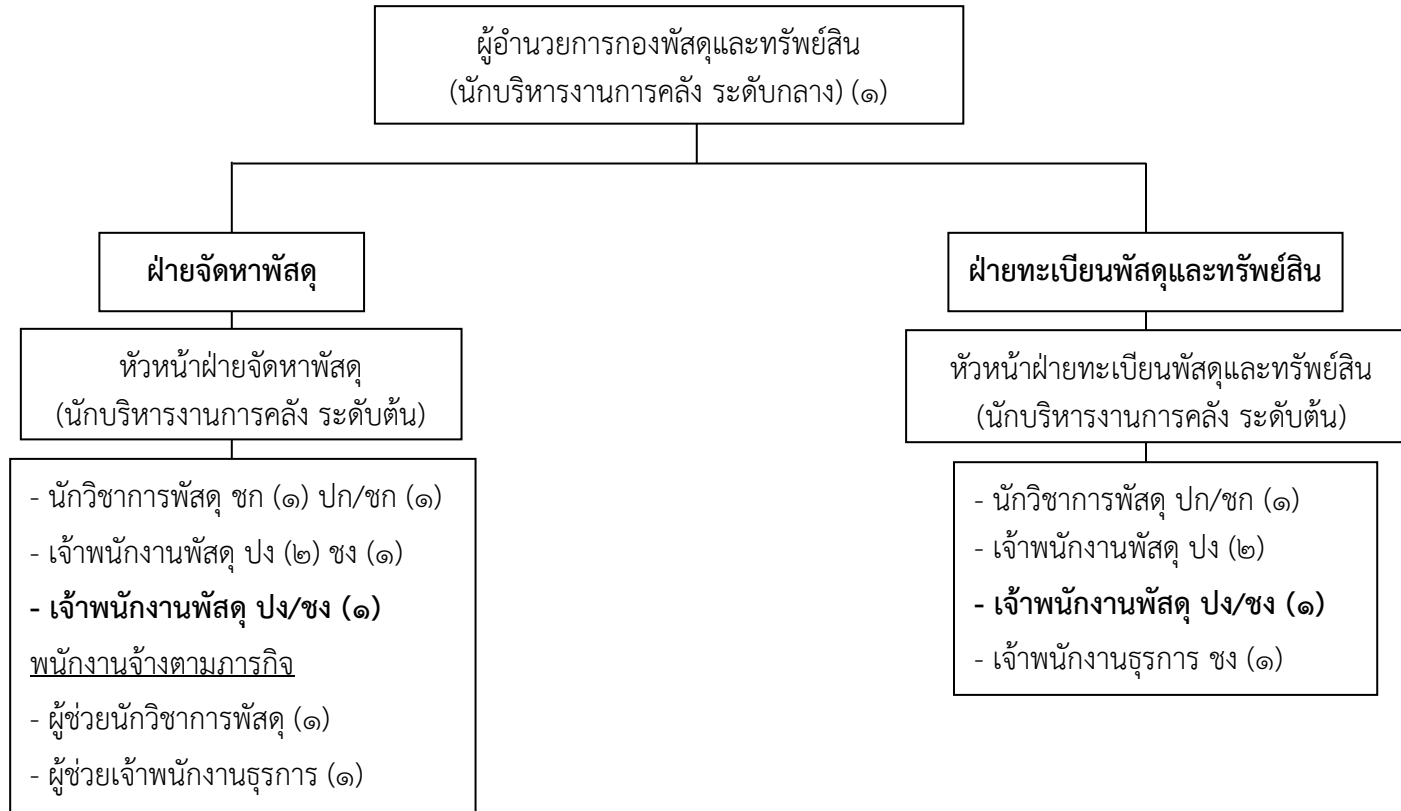 ผู้อำนวยการกองพัสดุและทรัพย์สิน
(นักบริหารงานการคลัง ระดับกลาง) (๑)
ฝ่ายจัดหาพัสดุ
หัวหน้าฝ่ายจัดหาพัสดุ
(นักบริหารงานการคลัง ระดับต้น)
- นักวิชาการพัสดุ ชก (๑) ปก/ชก (๑)
- เจ้าพนักงานพัสดุ ปง (๒) ชง (๑)
- เจ้าพนักงานพัสดุ ปง/ชง (๑)
พนักงานจ้างตามภารกิจ
- ผู้ช่วยนักวิชาการพัสดุ (๑)
- ผู้ช่วยเจ้าพนักงานธุรการ (๑)
ฝ่ายทะเบียนพัสดุและทรัพย์สิน
หัวหน้าฝ่ายทะเบียนพัสดุและทรัพย์สิน
(นักบริหารงานการคลัง ระดับต้น)
- นักวิชาการพัสดุ ปก/ชก (๑)
- เจ้าพนักงานพัสดุ ปง (๒)
- เจ้าพนักงานพัสดุ ปง/ชง (๑)
- เจ้าพนักงานธุรการ ชง (๑)